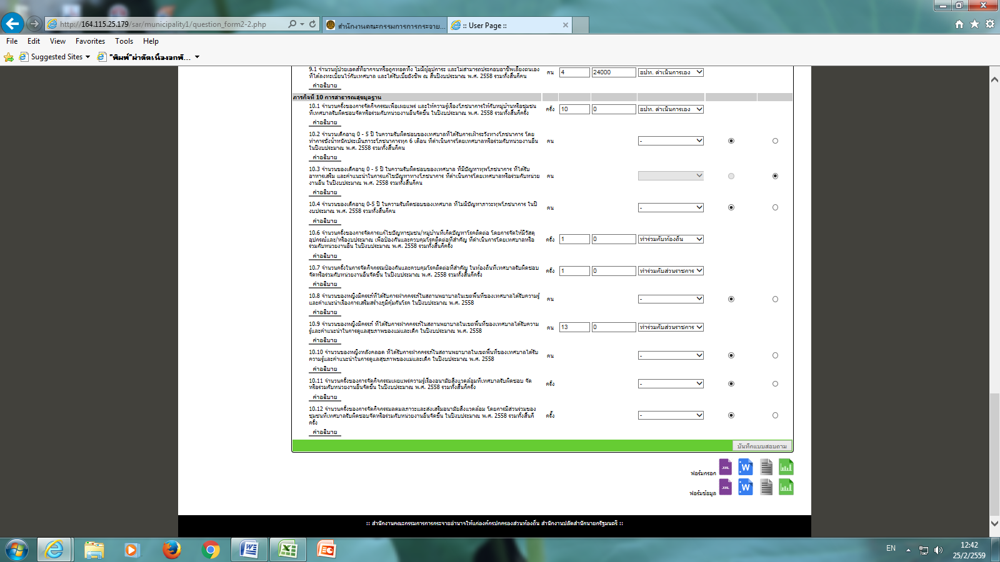 http://164.115.25.179/sar/municipality1/question_form2-2.php
สำนักงานคณะกรรมการการกระจาย...
:: User Page ::
File Edit View Favorites Tools Help
Suggested Sites
"พิมพ์"ผ่าตัดเนื้องอกพั...
9.1 จำนวนผู้ป่วยเอดส์ที่ยากจนหรือถูกทอดทิ้ง ไม่มีผู้อุปการะ และไม่สามารถประกอบอาชีพเลี้ยงตนเอง
ที่ได้ลงทะเบียนไว้กับเทศบาล และได้รับเบี้ยยังชีพ ณ สิ้นปีงบประมาณ พ.ศ. 2558 รวมทั้งสิ้นกี่คน
คน 4 24000 อปท. ดำเนินการเอง
คำอธิบาย
ภารกิจที่ 10 การสาธารณสุขมูลฐาน
10.1 จำนวนครั้งของการจัดกิจกรรมเพื่อเผยแพร่ และให้ความรู้เรื่องโภชนาการให้กับหมู่บ้านหรือชุมชน
ที่เทศบาลรับผิดชอบจัดหรือร่วมกับหน่วยงานอื่นจัดขึ้น ในปีงบประมาณ พ.ศ. 2558 รวมทั้งสิ้นกี่ครั้ง
ครั้ง 10 0 อปท. ดำเนินการเอง
คำอธิบาย
10.2 จำนวนเด็กอายุ 0 - 5 ปี ในความรับผิดชอบของเทศบาลที่ได้รับการเฝ้าระวังทางโภชนาการ โดย
ทำการชั่งน้ำหนักประเมินภาวะโภชนาการทุก 6 เดือน ที่ดำเนินการโดยเทศบาลหรือร่วมกับหน่วยงานอื่น
ในปีงบประมาณ พ.ศ. 2558 รวมทั้งสิ้นกี่คน
คน -
คำอธิบาย
10.3 จำนวนของเด็กอายุ 0 - 5 ปี ในความรับผิดชอบของเทศบาล ที่มีปัญหาทุพโภชนาการ ที่ได้รับ
อาหารเสริม และคำแนะนำในการแก้ไขปัญหาทางโภชนาการ ที่ดำเนินการโดยเทศบาลหรือร่วมกับหน่วย
งานอื่น ในปีงบประมาณ พ.ศ. 2558 รวมทั้งสิ้นกี่คน
คน
คำอธิบาย
10.4 จำนวนของเด็กอายุ 0-5 ปี ในความรับผิดชอบของเทศบาล ที่ไม่มีปัญหาภาวะทุพโภชนาการ ในปี
งบประมาณ พ.ศ. 2558 รวมทั้งสิ้นกี่คน
คน -
คำอธิบาย
10.6 จำนวนครั้งของการจัดการแก้ไขปัญหาชุมชน/หมู่บ้านที่เกิดปัญหาโรคติดต่อ โดยการจัดให้มีวัสดุ
อุปกรณ์และ/หรืองบประมาณ เพื่อป้องกันและควบคุมโรคติดต่อที่สำคัญ ที่ดำเนินการโดยเทศบาลหรือ
ร่วมกับหน่วยงานอื่น ในปีงบประมาณ พ.ศ. 2558 รวมทั้งสิ้นกี่ครั้ง
ครั้ง 1 0 ทำร่วมกับท้องถิ่น
คำอธิบาย
10.7 จำนวนครั้งในการจัดกิจกรรมป้องกันและควบคุมโรคติดต่อที่สำคัญ ในท้องถิ่นที่เทศบาลรับผิดชอบ
จัดหรือร่วมกับหน่วยงานอื่นจัดขึ้น ในปีงบประมาณ พ.ศ. 2558 รวมทั้งสิ้นกี่ครั้ง
ครั้ง 1 0 ทำร่วมกับส่วนราชการ
คำอธิบาย
10.8 จำนวนของหญิงมีครรภ์ที่ได้รับการฝากครรภ์ในสถานพยาบาลในเขตพื้นที่ของเทศบาลได้รับความรู้
และคำแนะนำเรื่องการเสริมสร้างภูมิคุ้มกันโรค ในปีงบประมาณ พ.ศ. 2558
คน -
คำอธิบาย
10.9 จำนวนของหญิงมีครรภ์ ที่ได้รับการฝากครรภ์ในสถานพยาบาลในเขตพื้นที่ของเทศบาลได้รับความ
รู้และคำแนะนำในการดูแลสุขภาพของแม่และเด็ก ในปีงบประมาณ พ.ศ. 2558
คน 13 0 ทำร่วมกับส่วนราชการ
คำอธิบาย
10.10 จำนวนของหญิงหลังคลอด ที่ได้รับการฝากครรภ์ในสถานพยาบาลในเขตพื้นที่ของเทศบาลได้รับ
ความรู้และคำแนะนำในการดูแลสุขภาพของแม่และเด็ก ในปีงบประมาณ พ.ศ. 2558
คน -
คำอธิบาย
10.11 จำนวนครั้งของการจัดกิจกรรมเผยแพร่ความรู้เรื่องอนามัยสิ่งแวดล้อมที่เทศบาลรับผิดชอบ จัด
หรือร่วมกับหน่วยงานอื่นจัดขึ้น ในปีงบประมาณ พ.ศ. 2558 รวมทั้งสิ้นกี่ครั้ง
ครั้ง -
คำอธิบาย
10.12 จำนวนครั้งของการจัดกิจกรรมลดมลภาวะและส่งเสริมอนามัยสิ่งแวดล้อม โดยการมีส่วนร่วมของ
ชุมชนที่เทศบาลรับผิดชอบจัดหรือร่วมกับหน่วยงานอื่นจัดขึ้น ในปีงบประมาณ พ.ศ. 2558 รวมทั้งสิ้นกี่
ครั้ง
ครั้ง -
คำอธิบาย
บันทึกแบบสอบถาม
ฟอร์มกรอก XML W
ฟอร์มข้อมูล XML W
:: สำนักงานคณะกรรมการการกระจายอำนาจให้แก่องค์กรปกครองส่วนท้องถิ่น สำนักงานปลัดสำนักนายกรัฐมนตรี ::
EN
12:42
25/2/2559